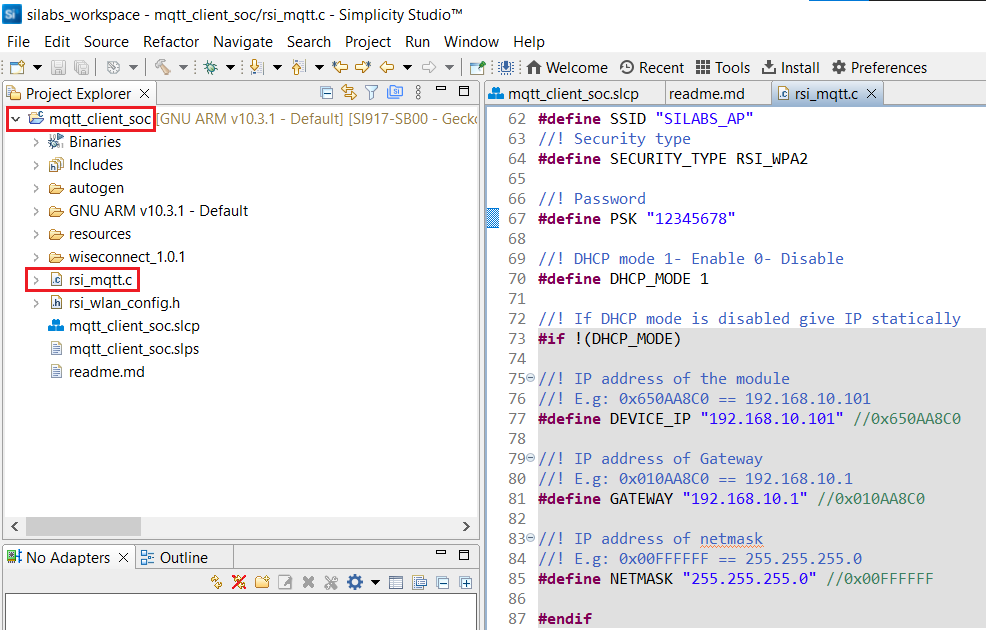 silabs_workspace - mqtt_client_soc/rsi_mqtt.c - Simplicity Studio™
File Edit Source Refactor Navigate Search Project Run Window Help
Welcome Recent Tools Install Preferences
Project Explorer
mqtt_client_soc [GNU ARM v10.3.1 - Default] [SI917-SB00 - Gecko
Binaries
Includes
autogen
GNU ARM v10.3.1 - Default
resources
wiseconnect_1.0.1
rsi_mqtt.c
rsi_wlan_config.h
mqtt_client_soc.slcp
mqtt_client_soc.slps
readme.md
No Adapters Outline
mqtt_client_soc.slcp readme.md rsi_mqtt.c
62 #define SSID "SILABS_AP"
63 //! Security type
64 #define SECURITY_TYPE RSI_WPA2
65
66 //! Password
67 #define PSK "12345678"
68
69 //! DHCP mode 1- Enable 0- Disable
70 #define DHCP_MODE 1
71
72 //! If DHCP mode is disabled give IP statically
73 #if !(DHCP_MODE)
74
75 //! IP address of the module
76 //! E.g: 0x650AA8C0 == 192.168.10.101
77 #define DEVICE_IP "192.168.10.101" //0x650AA8C0
78
79 //! IP address of Gateway
80 //! E.g: 0x010AA8C0 == 192.168.10.1
81 #define GATEWAY "192.168.10.1" //0x010AA8C0
82
83 //! IP address of netmask
84 //! E.g: 0x00FFFFFF == 255.255.255.0
85 #define NETMASK "255.255.255.0" //0x00FFFFFF
86
87 #endif